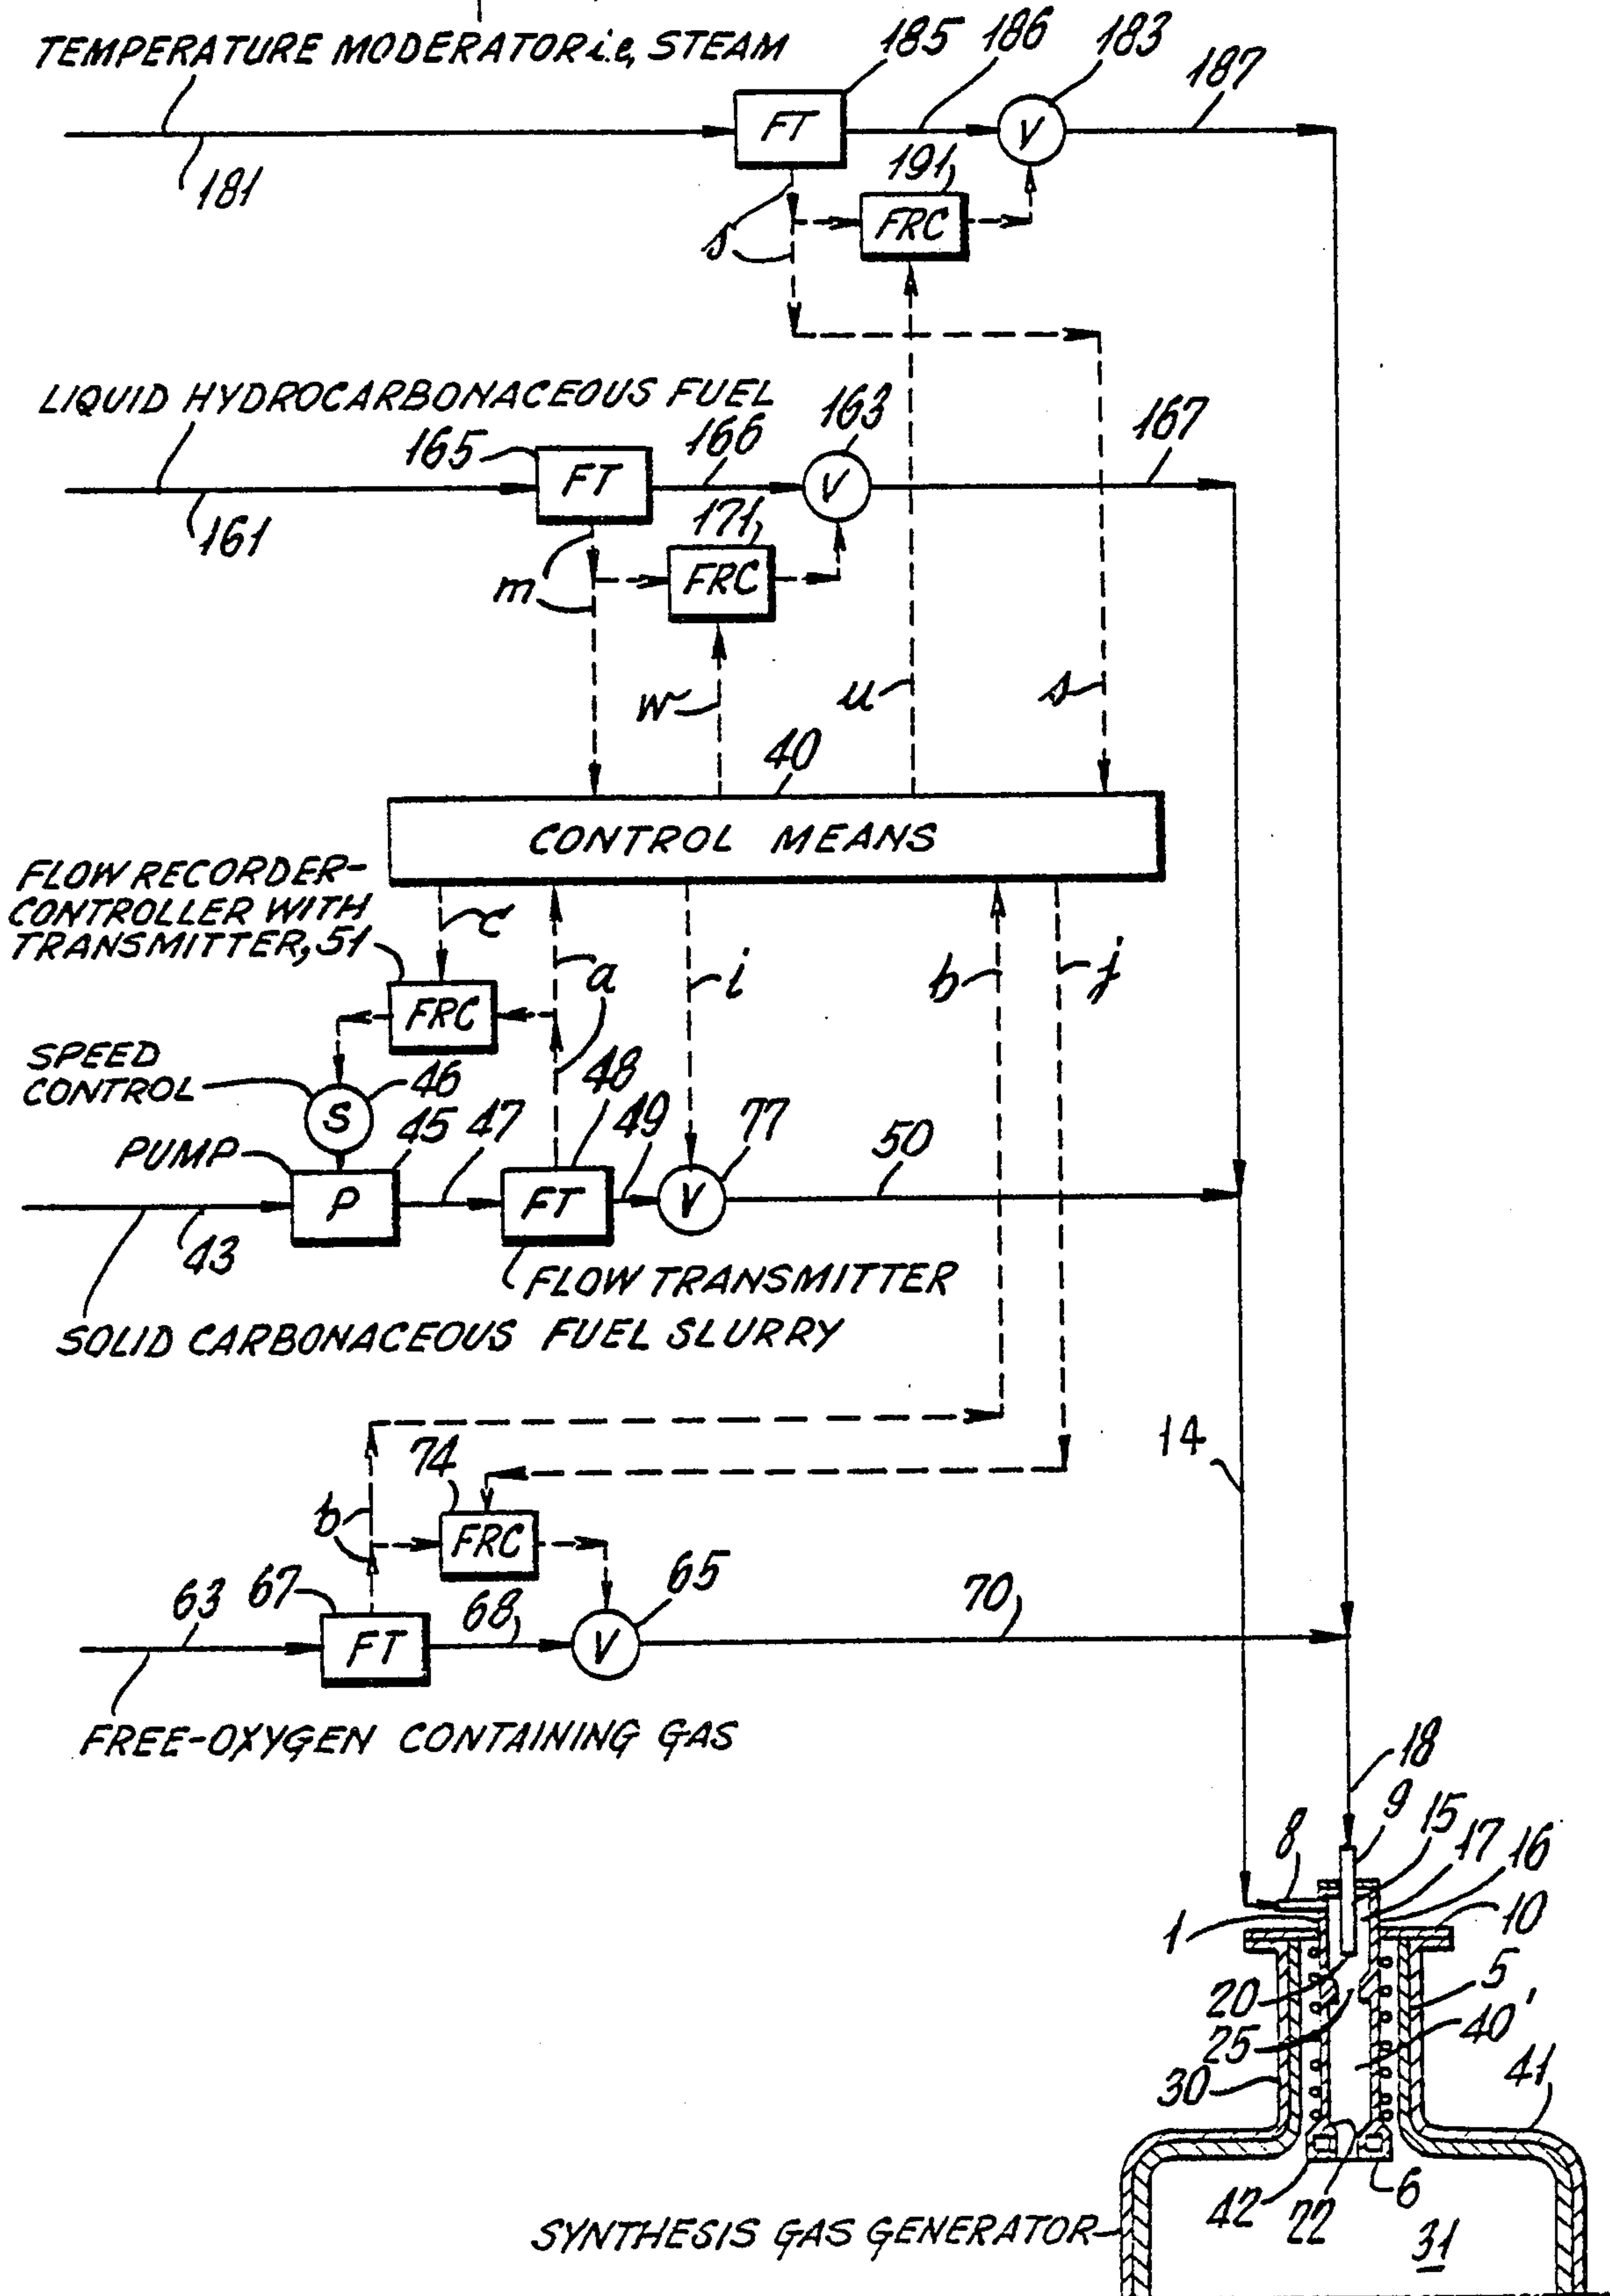 TEMPERATURE MODERATOR i.e, STEAM
185
186
183
187
FT
V
181
191
s
FRC
LIQUID HYDROCARBONACEOUS FUEL
165
166
163
167
FT
V
161
171
m
FRC
w
u
s
40
CONTROL MEANS
FLOW RECORDER-
CONTROLLER WITH
TRANSMITTER, 51
c
a
i
b
j
FRC
SPEED
CONTROL
46
48
S
PUMP
45
47
49
77
50
P
FT
V
43
FLOW TRANSMITTER
SOLID CARBONACEOUS FUEL SLURRY
14
74
b
FRC
63
67
68
65
70
FT
V
FREE-OXYGEN CONTAINING GAS
18
9
15
17
16
8
10
1
20
5
25
40'
30
41
42
22
6
SYNTHESIS GAS GENERATOR
31